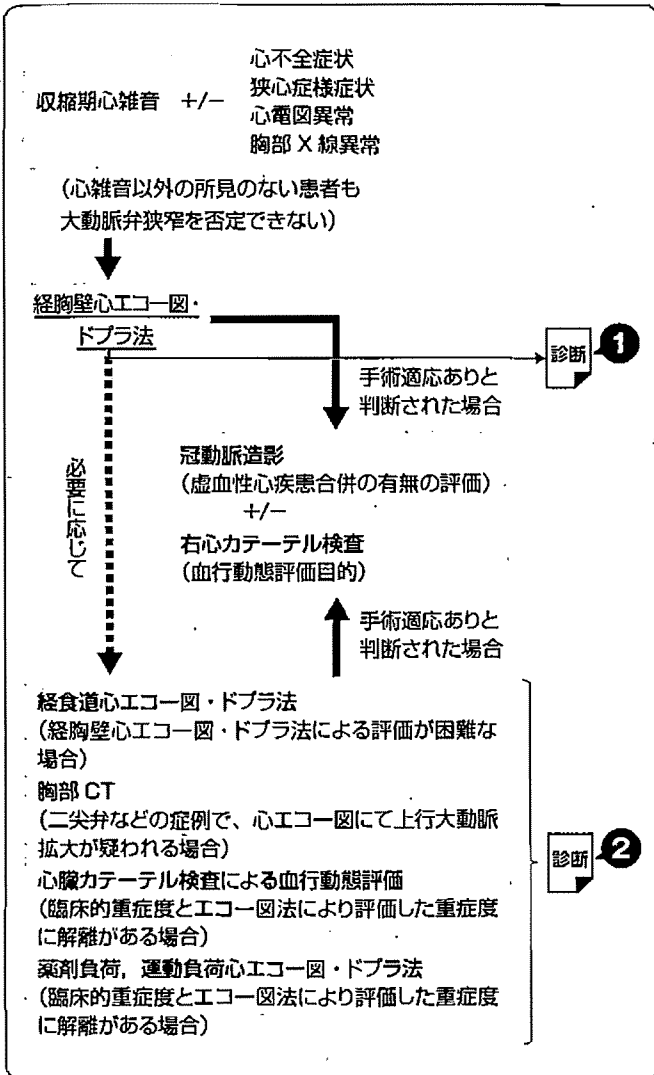 心不全症状
狭心症様症状
収縮期心雑音 +/−
心電図異常
胸部X線異常
(心雑音以外の所見のない患者も
大動脈弁狭窄を否定できない)
経胸壁心エコー図・
ドプラ法
診断 1
手術適応ありと
判断された場合
必要に応じて
冠動脈造影
(虚血性心疾患合併の有無の評価)
+/−
右心カテーテル検査
(血行動態評価目的)
手術適応ありと
判断された場合
経食道心エコー図・ドプラ法
(経胸壁心エコー図・ドプラ法による評価が困難な
場合)
胸部CT
(二尖弁などの症例で、心エコー図にて上行大動脈
拡大が疑われる場合)
診断 2
心臓カテーテル検査による血行動態評価
(臨床的重症度とエコー図法により評価した重症度
に解離がある場合)
薬剤負荷，運動負荷心エコー図・ドプラ法
(臨床的重症度とエコー図法により評価した重症度
に解離がある場合)